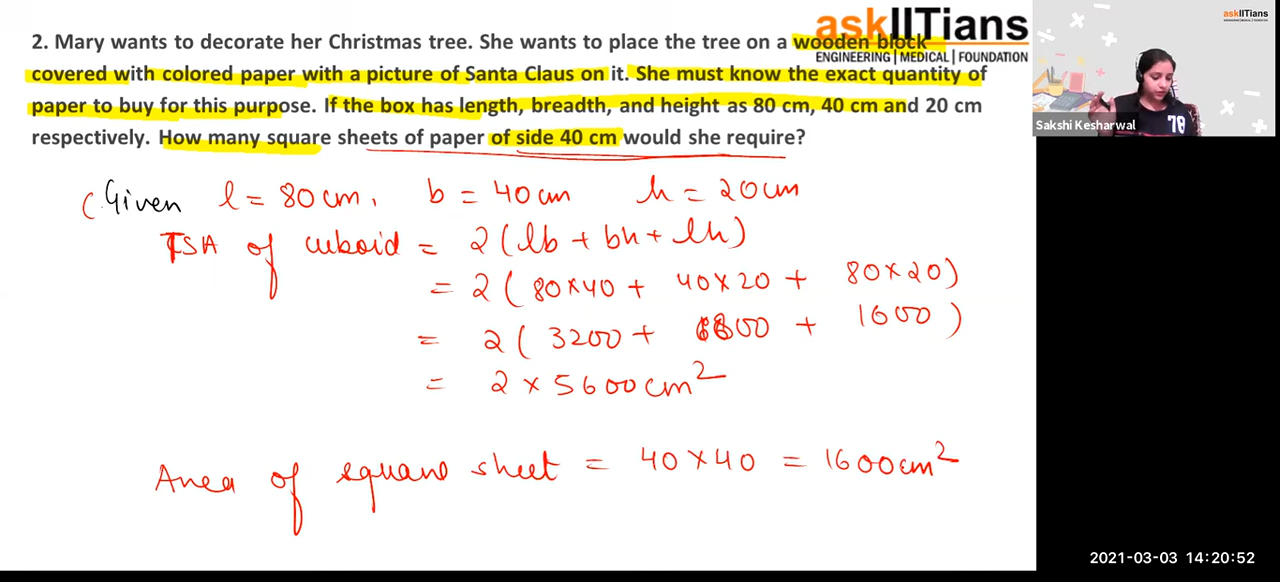 askIITians
ENGINEERING | MEDICAL | FOUNDATION
2. Mary wants to decorate her Christmas tree. She wants to place the tree on a wooden block
covered with colored paper with a picture of Santa Claus on it. She must know the exact quantity of
paper to buy for this purpose. If the box has length, breadth, and height as 80 cm, 40 cm and 20 cm
respectively. How many square sheets of paper of side 40 cm would she require?
Given l = 80 cm, b = 40 cm h = 20 cm
TSA of cuboid = 2 ( lb + bh + lh )
= 2 ( 80 × 40 + 40 × 20 + 80 × 20 )
= 2 ( 3200 + 800 + 1600 )
= 2 × 5600 cm²
Area of square sheet = 40 × 40 = 1600 cm²
askIITians
78
Sakshi Kesharwal
2021-03-03 14:20:52